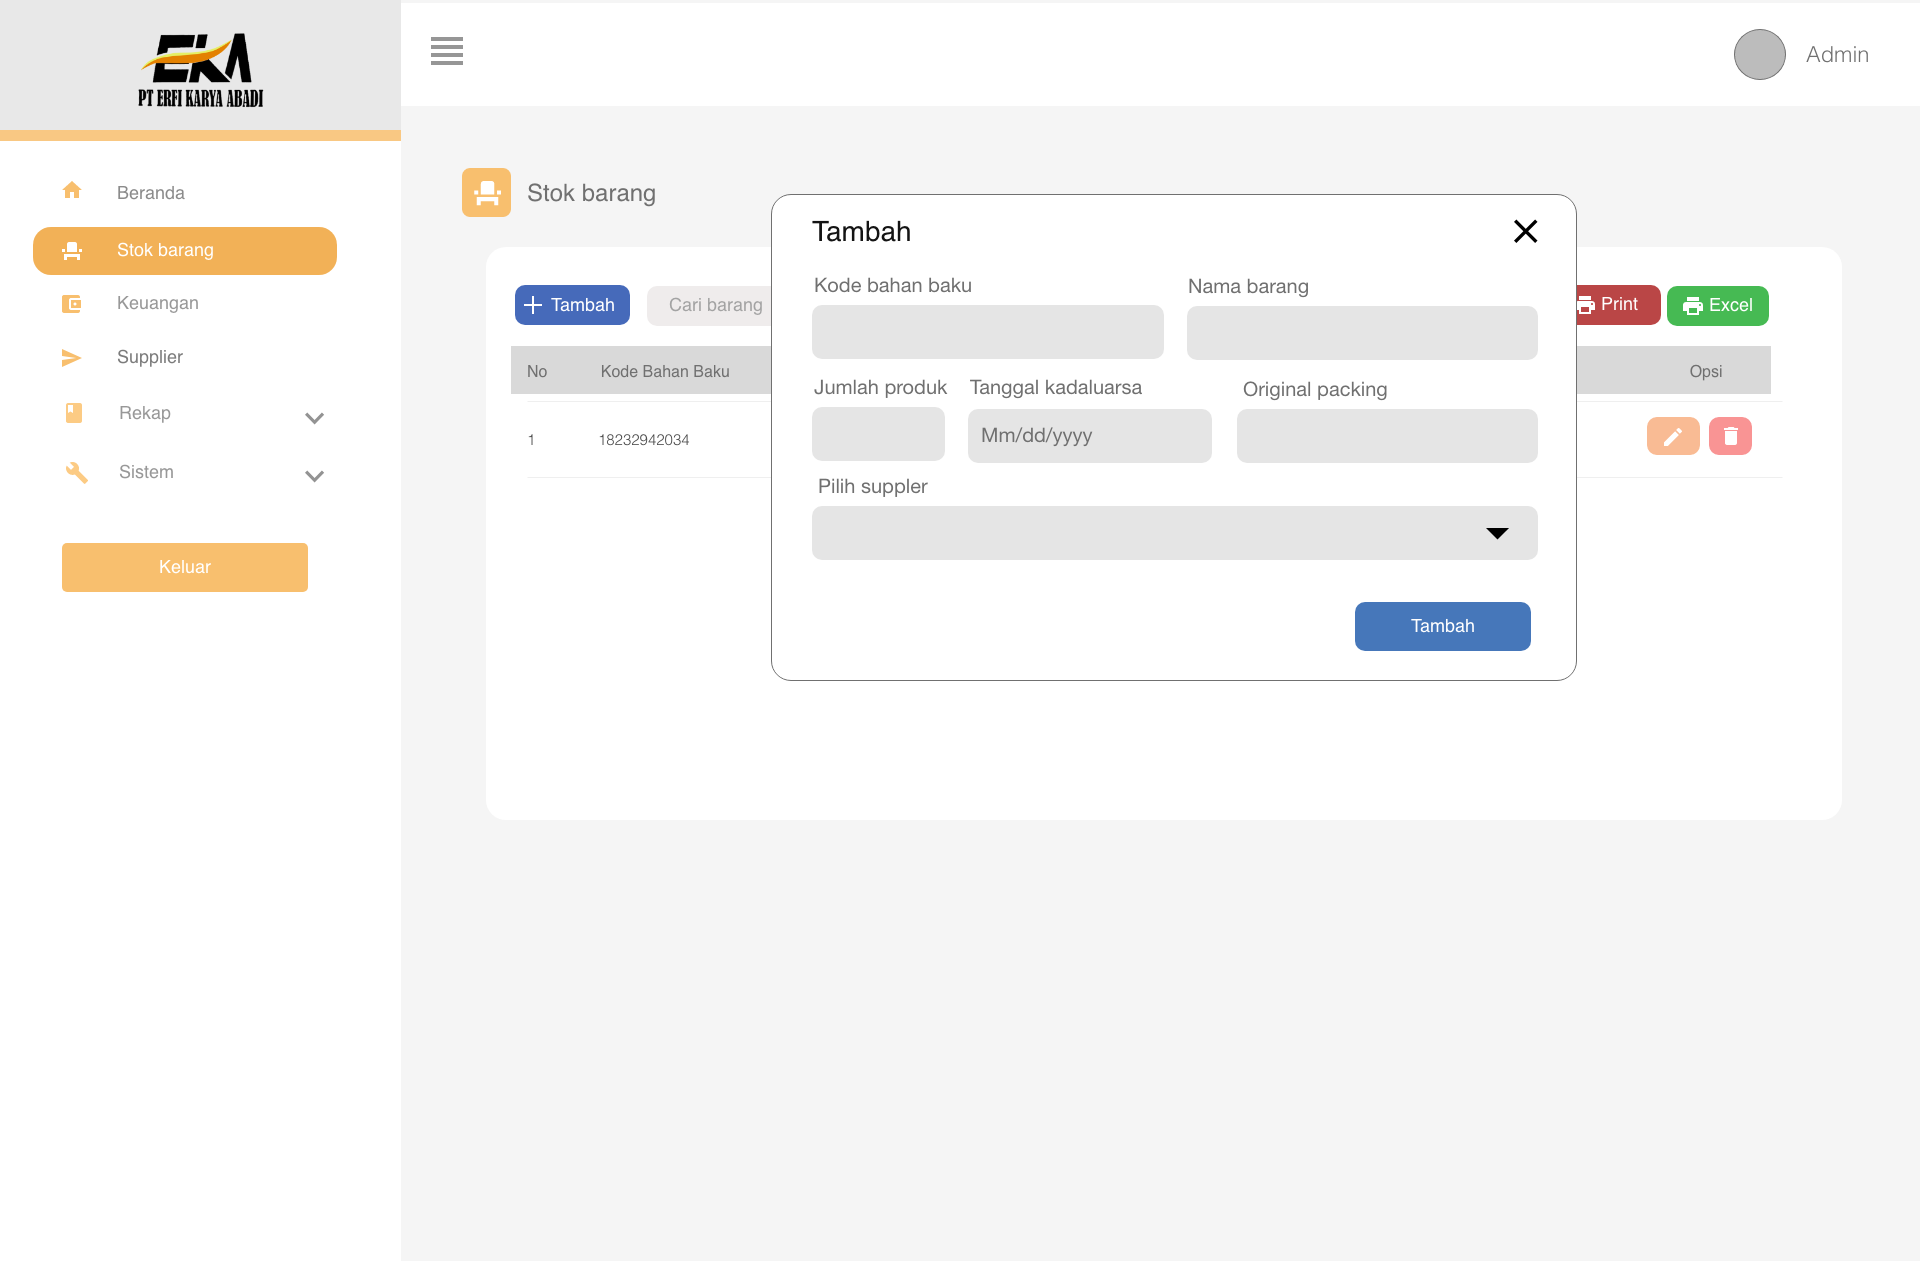 EKA
PT ERFI KARYA ABADI
Admin
Beranda
Stok barang
Keuangan
Supplier
Rekap
Sistem
Keluar
Stok barang
Tambah
Cari barang
Print
Excel
No
Kode Bahan Baku
Opsi
1
18232942034
Tambah
Kode bahan baku
Nama barang
Jumlah produk
Tanggal kadaluarsa
Original packing
Mm/dd/yyyy
Pilih suppler
Tambah